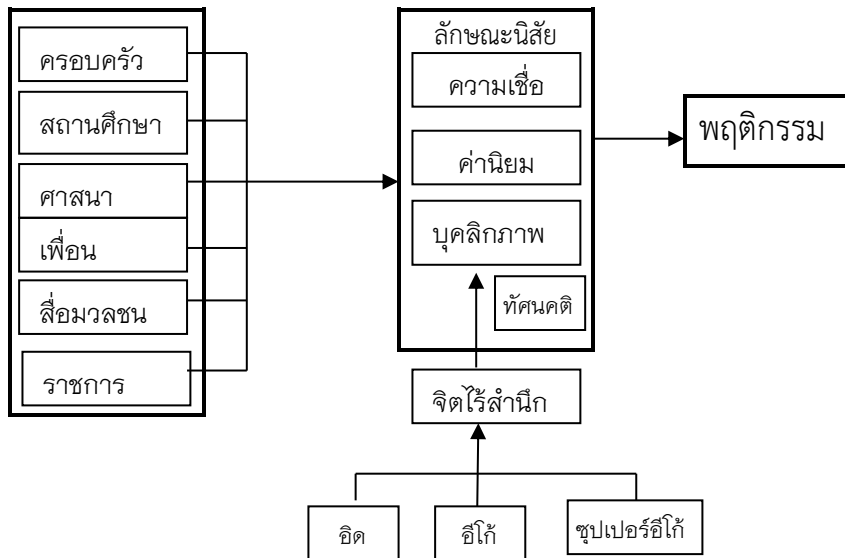 ครอบครัว
สถานศึกษา
ศาสนา
เพื่อน
สื่อมวลชน
ราชการ
ลักษณะนิสัย
ความเชื่อ
ค่านิยม
บุคลิกภาพ
ทัศนคติ
พฤติกรรม
จิตไร้สำนึก
อิด
อีโก้
ซุปเปอร์อีโก้